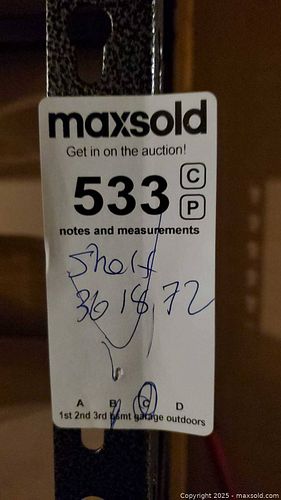 maxsold
Get in on the auction!
533 C P
notes and measurements
Shelf
36 18, 72
A B C D
1st 2nd 3rd bsmt garage outdoors
Copyright 2025 - maxsold.com